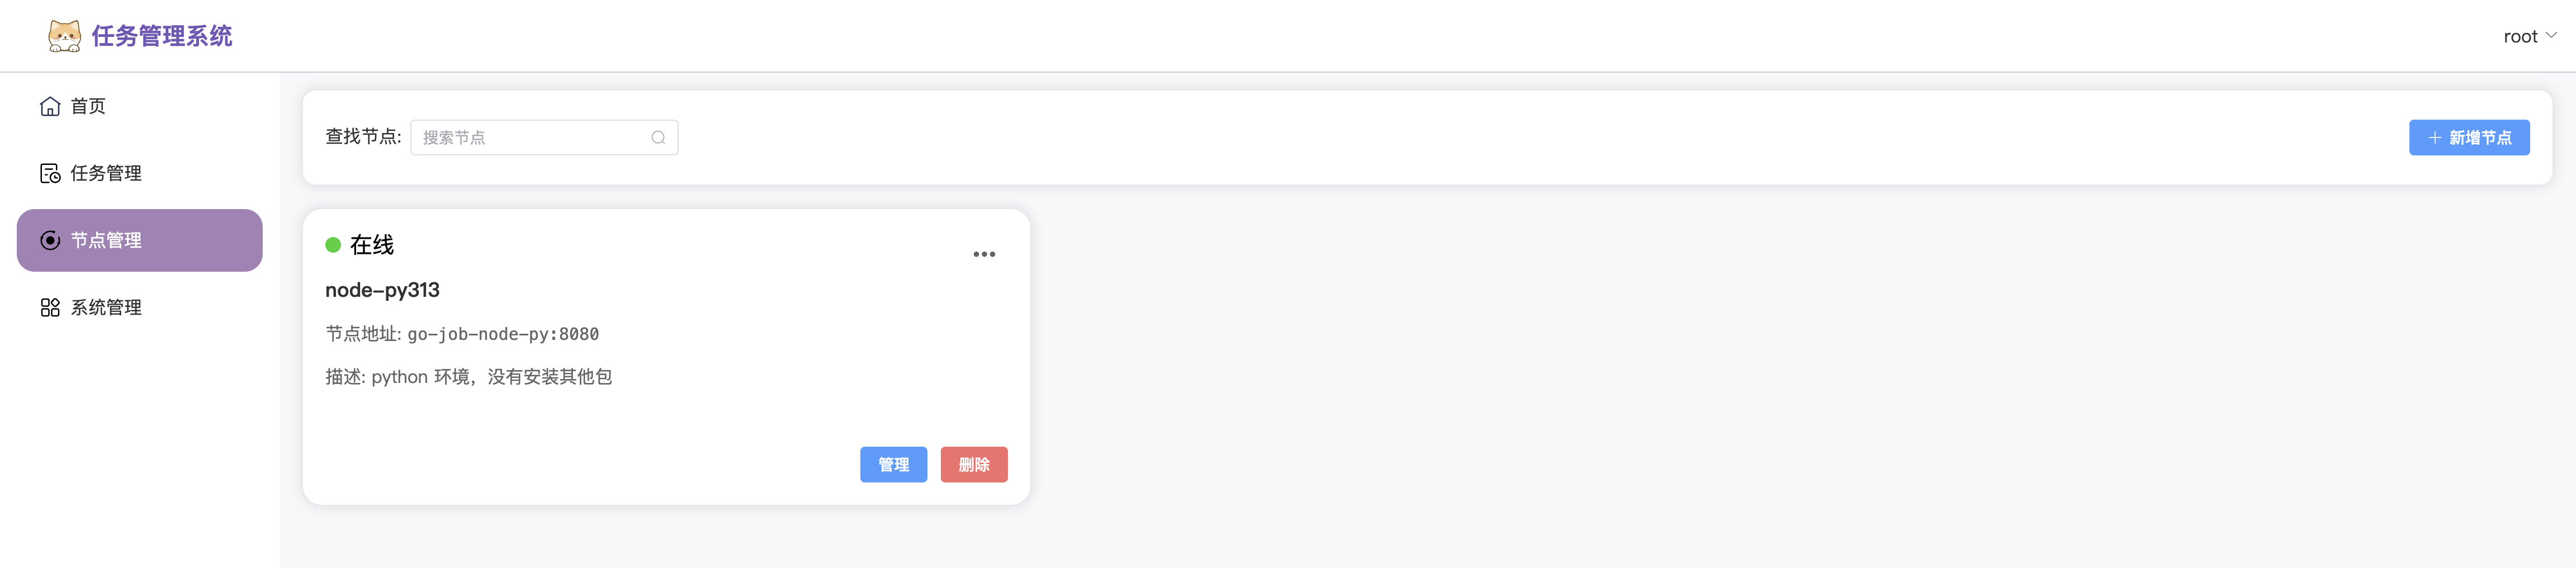 任务管理系统
root
首页
任务管理
节点管理
系统管理
查找节点: 搜索节点
新增节点
在线
node-py313
节点地址: go-job-node-py:8080
描述: python 环境，没有安装其他包
管理
删除